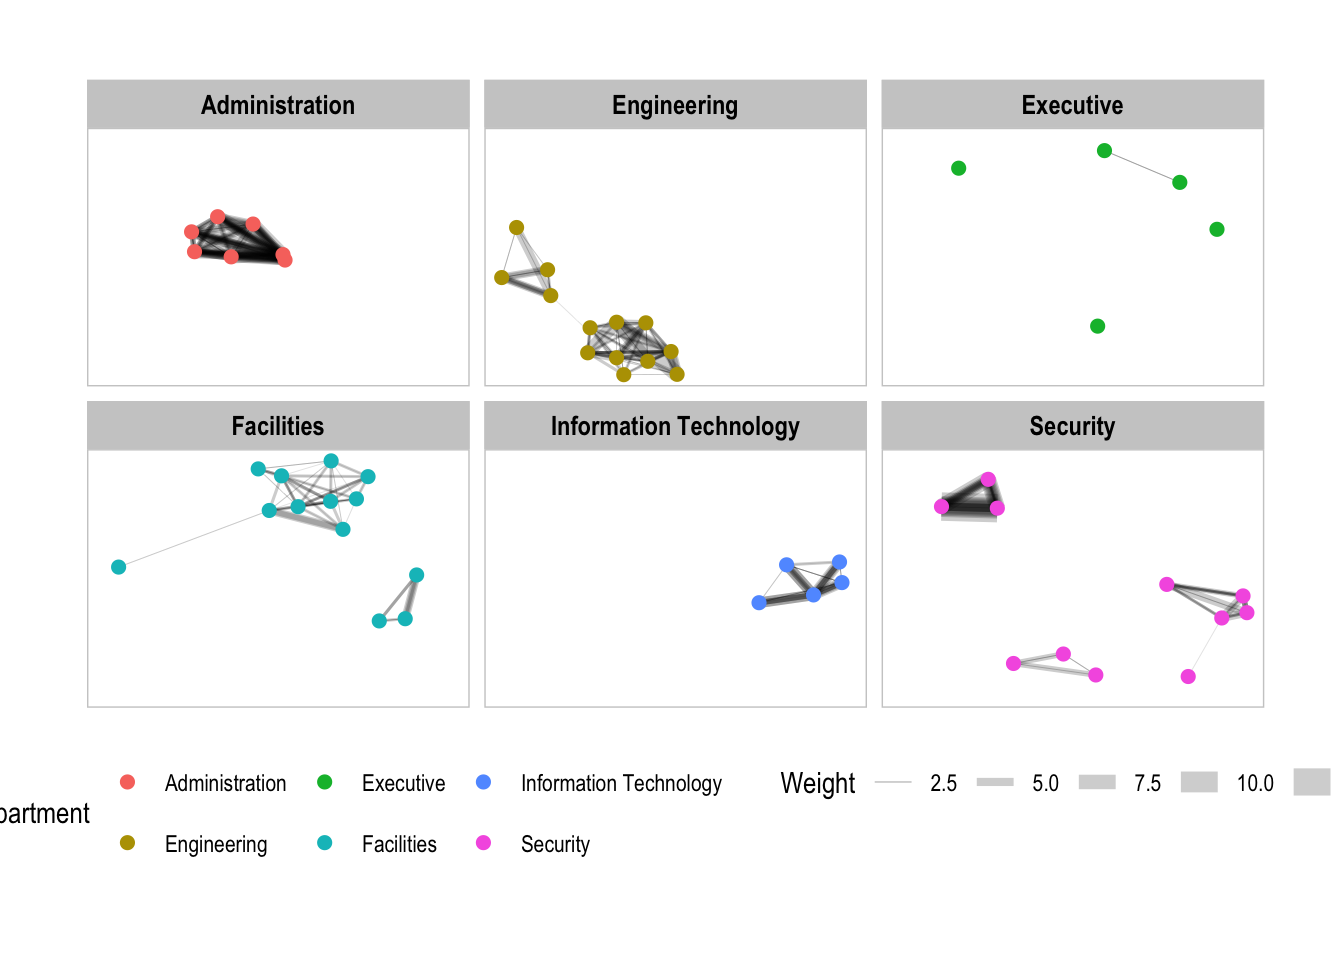 Administration
Engineering
Executive
Facilities
Information Technology
Security
partment
Administration
Executive
Information Technology
Engineering
Facilities
Security
Weight
2.5
5.0
7.5
10.0